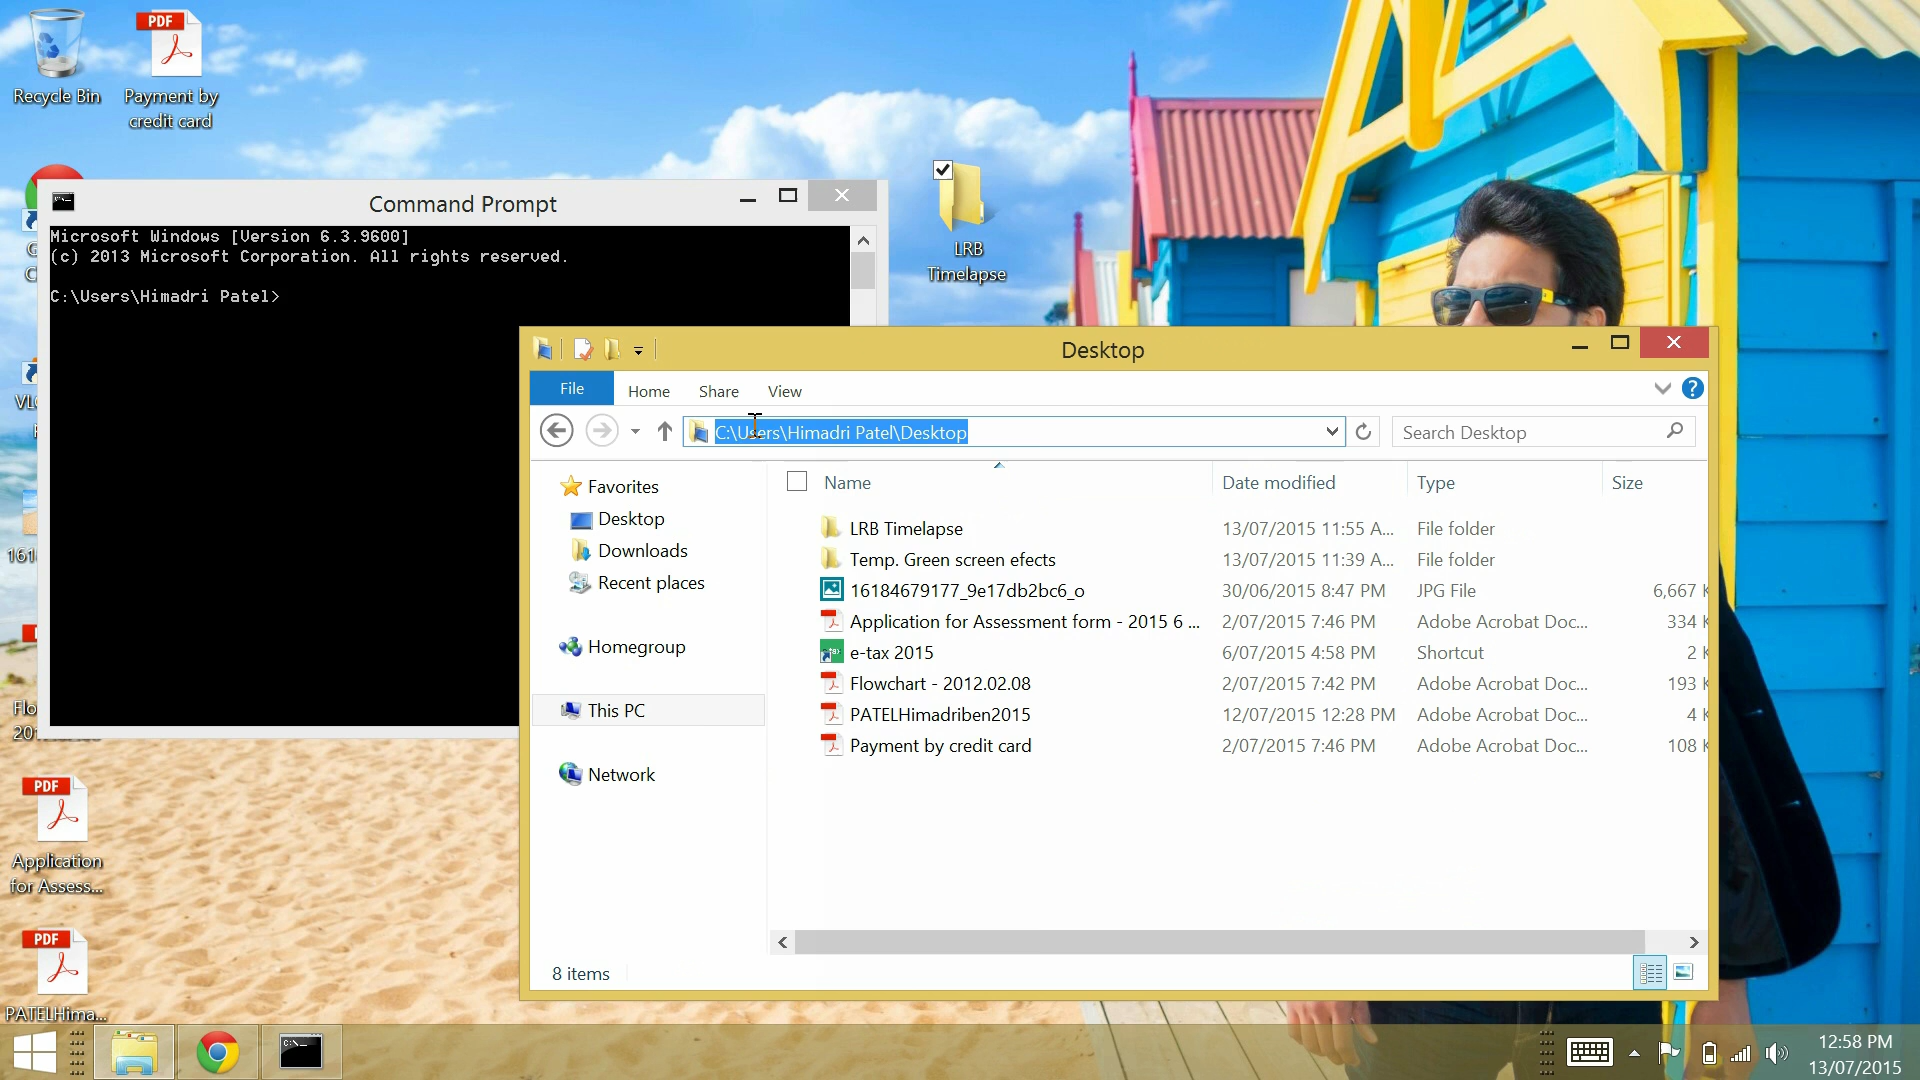 Recycle Bin
PDF
Payment by
credit card
LRB
Timelapse
Command Prompt
Microsoft Windows [Version 6.3.9600]
(c) 2013 Microsoft Corporation. All rights reserved.
C:\Users\Himadri Patel>
Desktop
File Home Share View
C:\Users\Himadri Patel\Desktop
Search Desktop
Favorites
Desktop
Downloads
Recent places
Homegroup
This PC
Network
Name Date modified Type Size
LRB Timelapse 13/07/2015 11:55 A... File folder
Temp. Green screen efects 13/07/2015 11:39 A... File folder
16184679177_9e17db2bc6_o 30/06/2015 8:47 PM JPG File 6,667 K
Application for Assessment form - 2015 6 ... 2/07/2015 7:46 PM Adobe Acrobat Doc... 334 K
e-tax 2015 6/07/2015 4:58 PM Shortcut 2 K
Flowchart - 2012.02.08 2/07/2015 7:42 PM Adobe Acrobat Doc... 193 K
PATELHimadriben2015 12/07/2015 12:28 PM Adobe Acrobat Doc... 4 K
Payment by credit card 2/07/2015 7:46 PM Adobe Acrobat Doc... 108 K
8 items
VLC
161
Flo
201
PDF
Application
for Assess...
PDF
PATELHima...
12:58 PM
13/07/2015